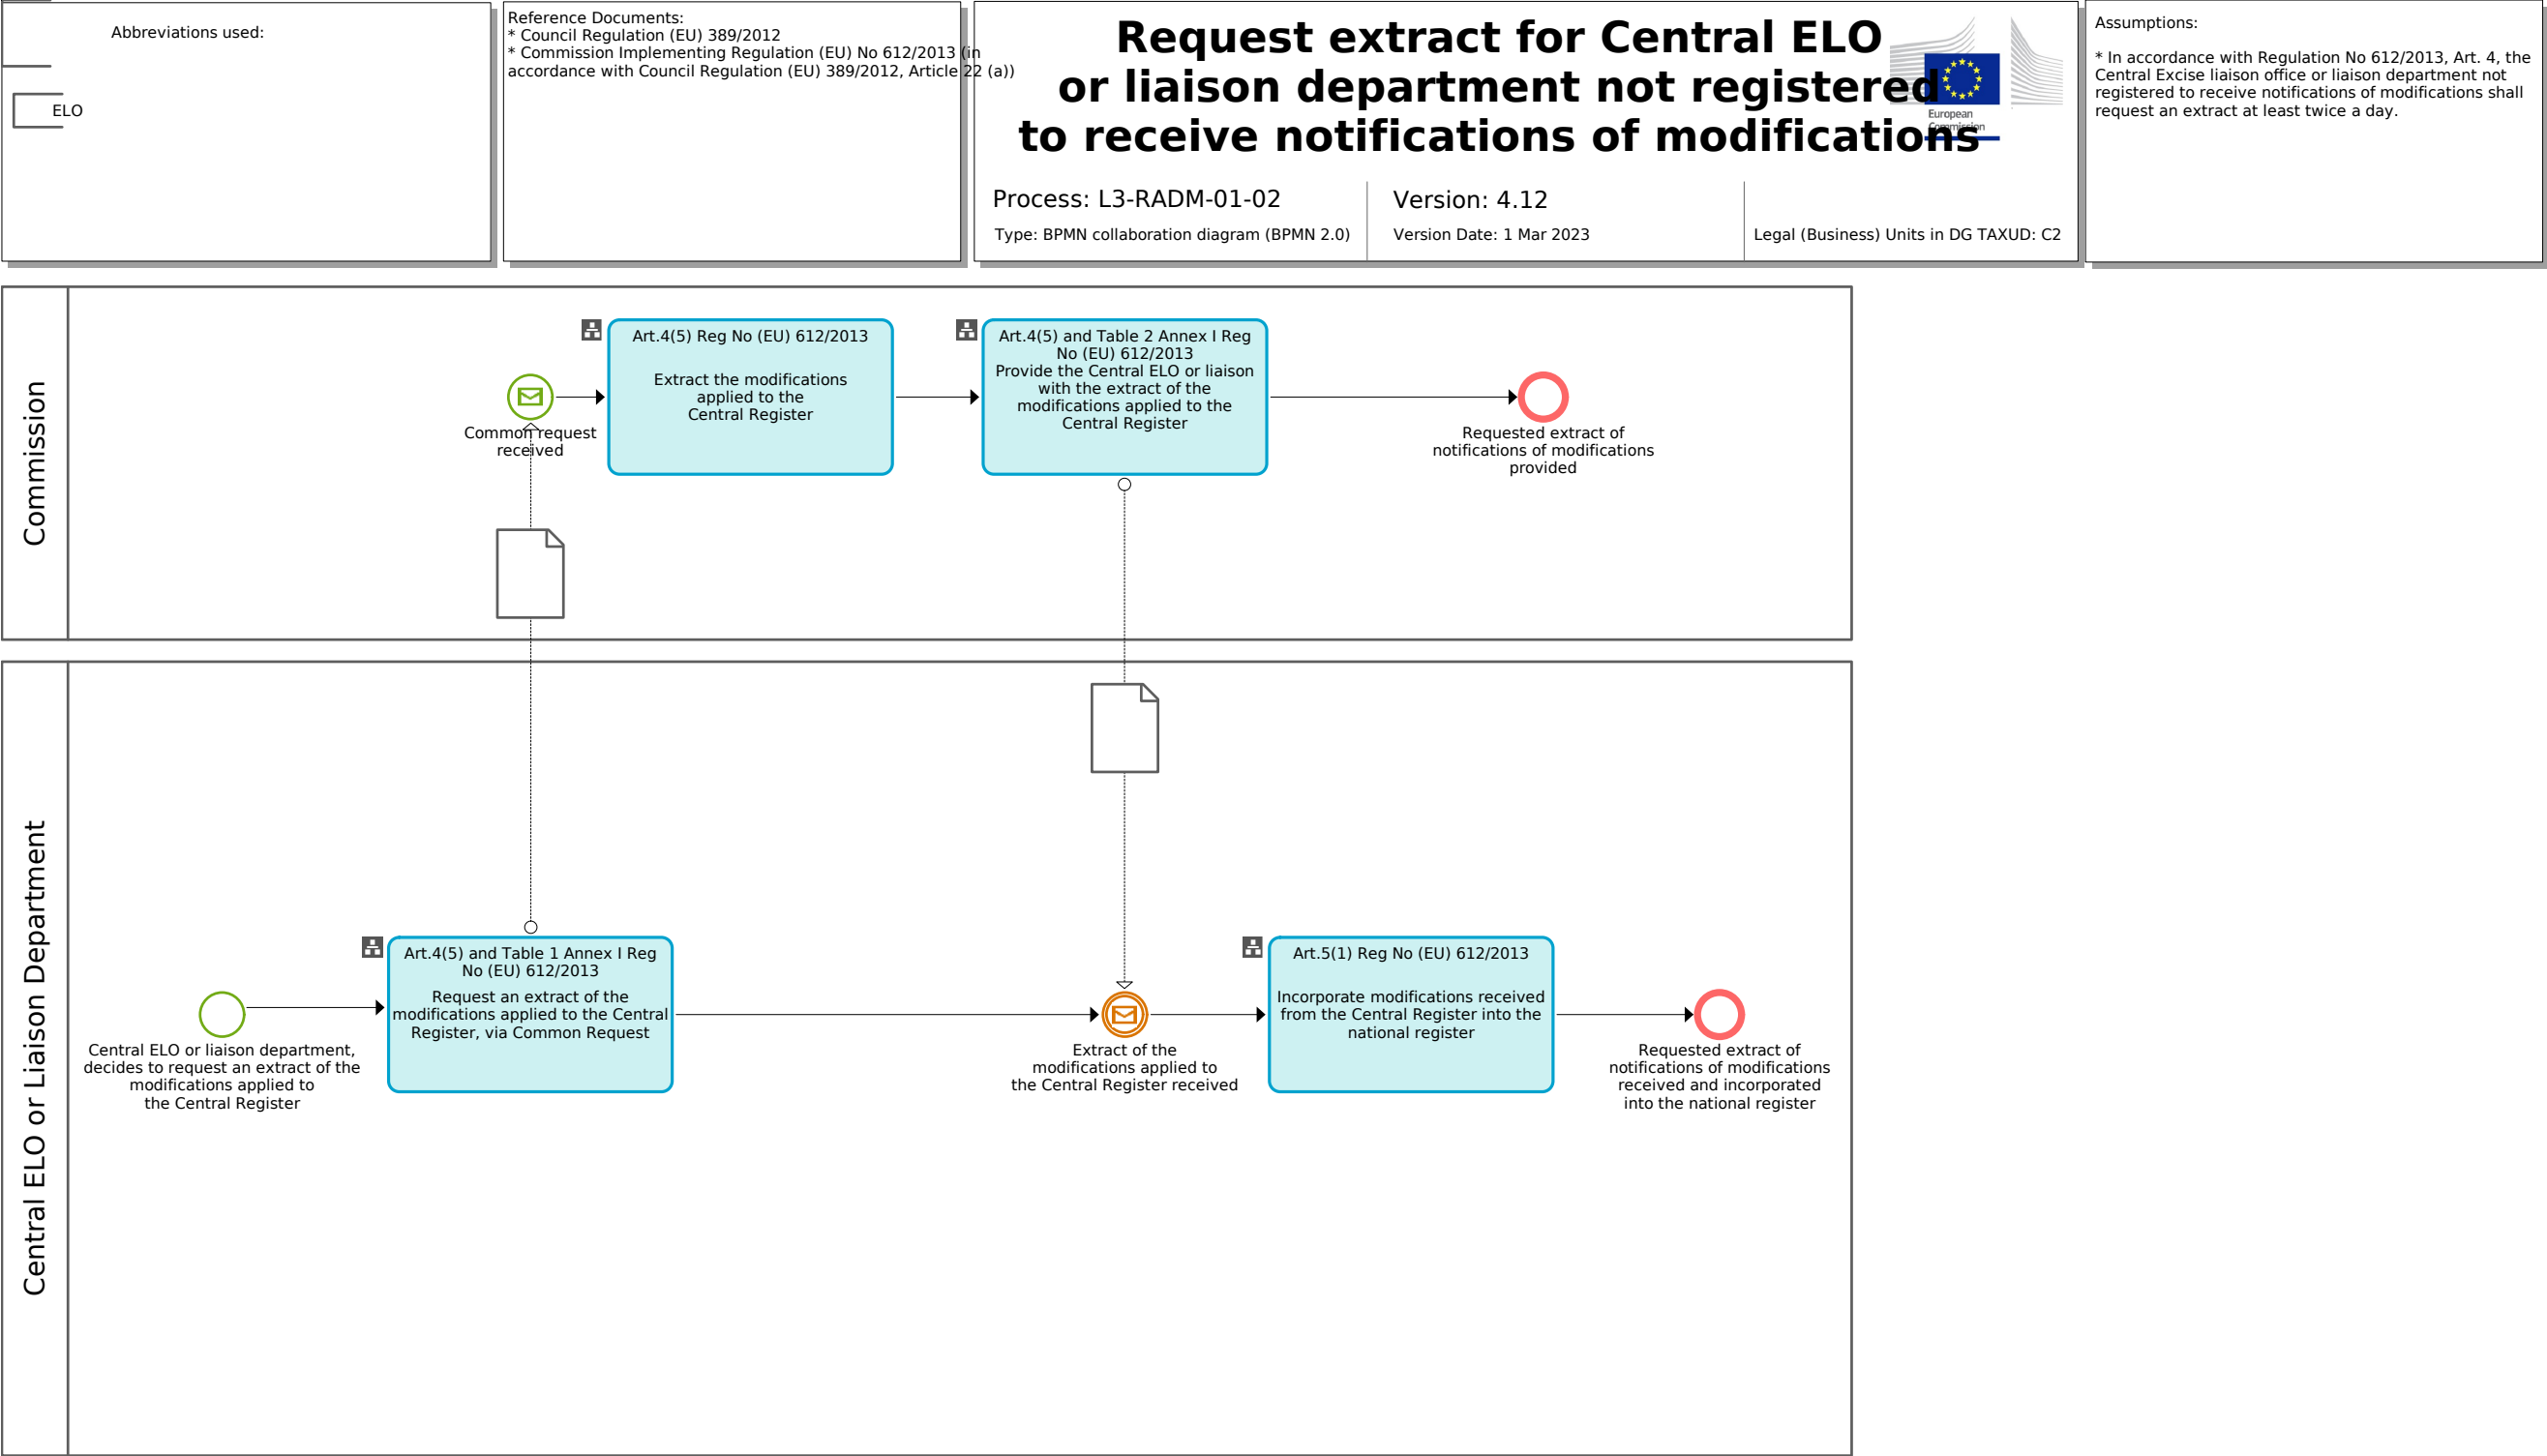 Abbreviations used:
ELO
Reference Documents:
* Council Regulation (EU) 389/2012
* Commission Implementing Regulation (EU) No 612/2013 (in
accordance with Council Regulation (EU) 389/2012, Article 22 (a))
Request extract for Central ELO
or liaison department not registered
to receive notifications of modifications
European
Commission
Process: L3-RADM-01-02
Version: 4.12
Type: BPMN collaboration diagram (BPMN 2.0)
Version Date: 1 Mar 2023
Legal (Business) Units in DG TAXUD: C2
Assumptions:
* In accordance with Regulation No 612/2013, Art. 4, the
Central Excise liaison office or liaison department not
registered to receive notifications of modifications shall
request an extract at least twice a day.
Commission
Common request
received
Art.4(5) Reg No (EU) 612/2013
Extract the modifications
applied to the
Central Register
Art.4(5) and Table 2 Annex I Reg
No (EU) 612/2013
Provide the Central ELO or liaison
with the extract of the
modifications applied to the
Central Register
Requested extract of
notifications of modifications
provided
Central ELO or Liaison Department
Central ELO or liaison department,
decides to request an extract of the
modifications applied to
the Central Register
Art.4(5) and Table 1 Annex I Reg
No (EU) 612/2013
Request an extract of the
modifications applied to the Central
Register, via Common Request
Extract of the
modifications applied to
the Central Register received
Art.5(1) Reg No (EU) 612/2013
Incorporate modifications received
from the Central Register into the
national register
Requested extract of
notifications of modifications
received and incorporated
into the national register